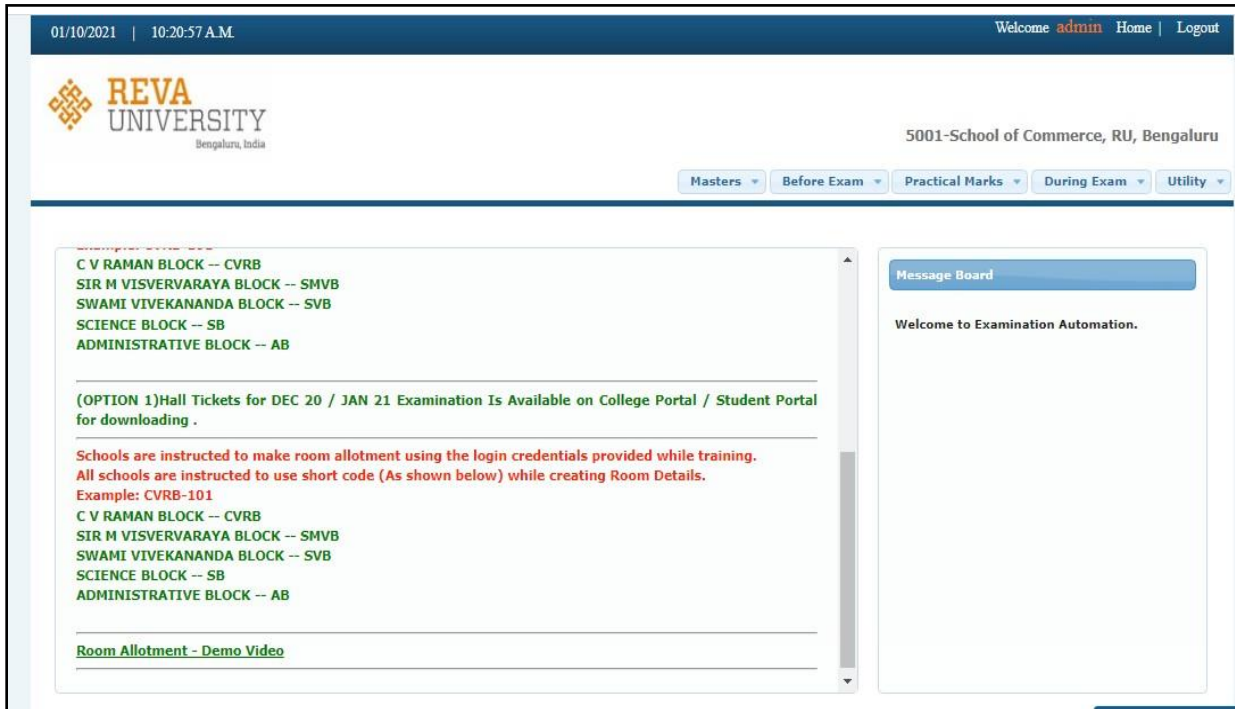 01/10/2021 | 10:20:57 A.M.
Welcome admin Home | Logout
REVA
UNIVERSITY
Bengaluru, India
5001-School of Commerce, RU, Bengaluru
Masters Before Exam Practical Marks During Exam Utility
C V RAMAN BLOCK -- CVRB
SIR M VISVERVARAYA BLOCK -- SMVB
SWAMI VIVEKANANDA BLOCK -- SVB
SCIENCE BLOCK -- SB
ADMINISTRATIVE BLOCK -- AB
(OPTION 1)Hall Tickets for DEC 20 / JAN 21 Examination Is Available on College Portal / Student Portal
for downloading .
Schools are instructed to make room allotment using the login credentials provided while training.
All schools are instructed to use short code (As shown below) while creating Room Details.
Example: CVRB-101
C V RAMAN BLOCK -- CVRB
SIR M VISVERVARAYA BLOCK -- SMVB
SWAMI VIVEKANANDA BLOCK -- SVB
SCIENCE BLOCK -- SB
ADMINISTRATIVE BLOCK -- AB
Room Allotment - Demo Video
Message Board
Welcome to Examination Automation.